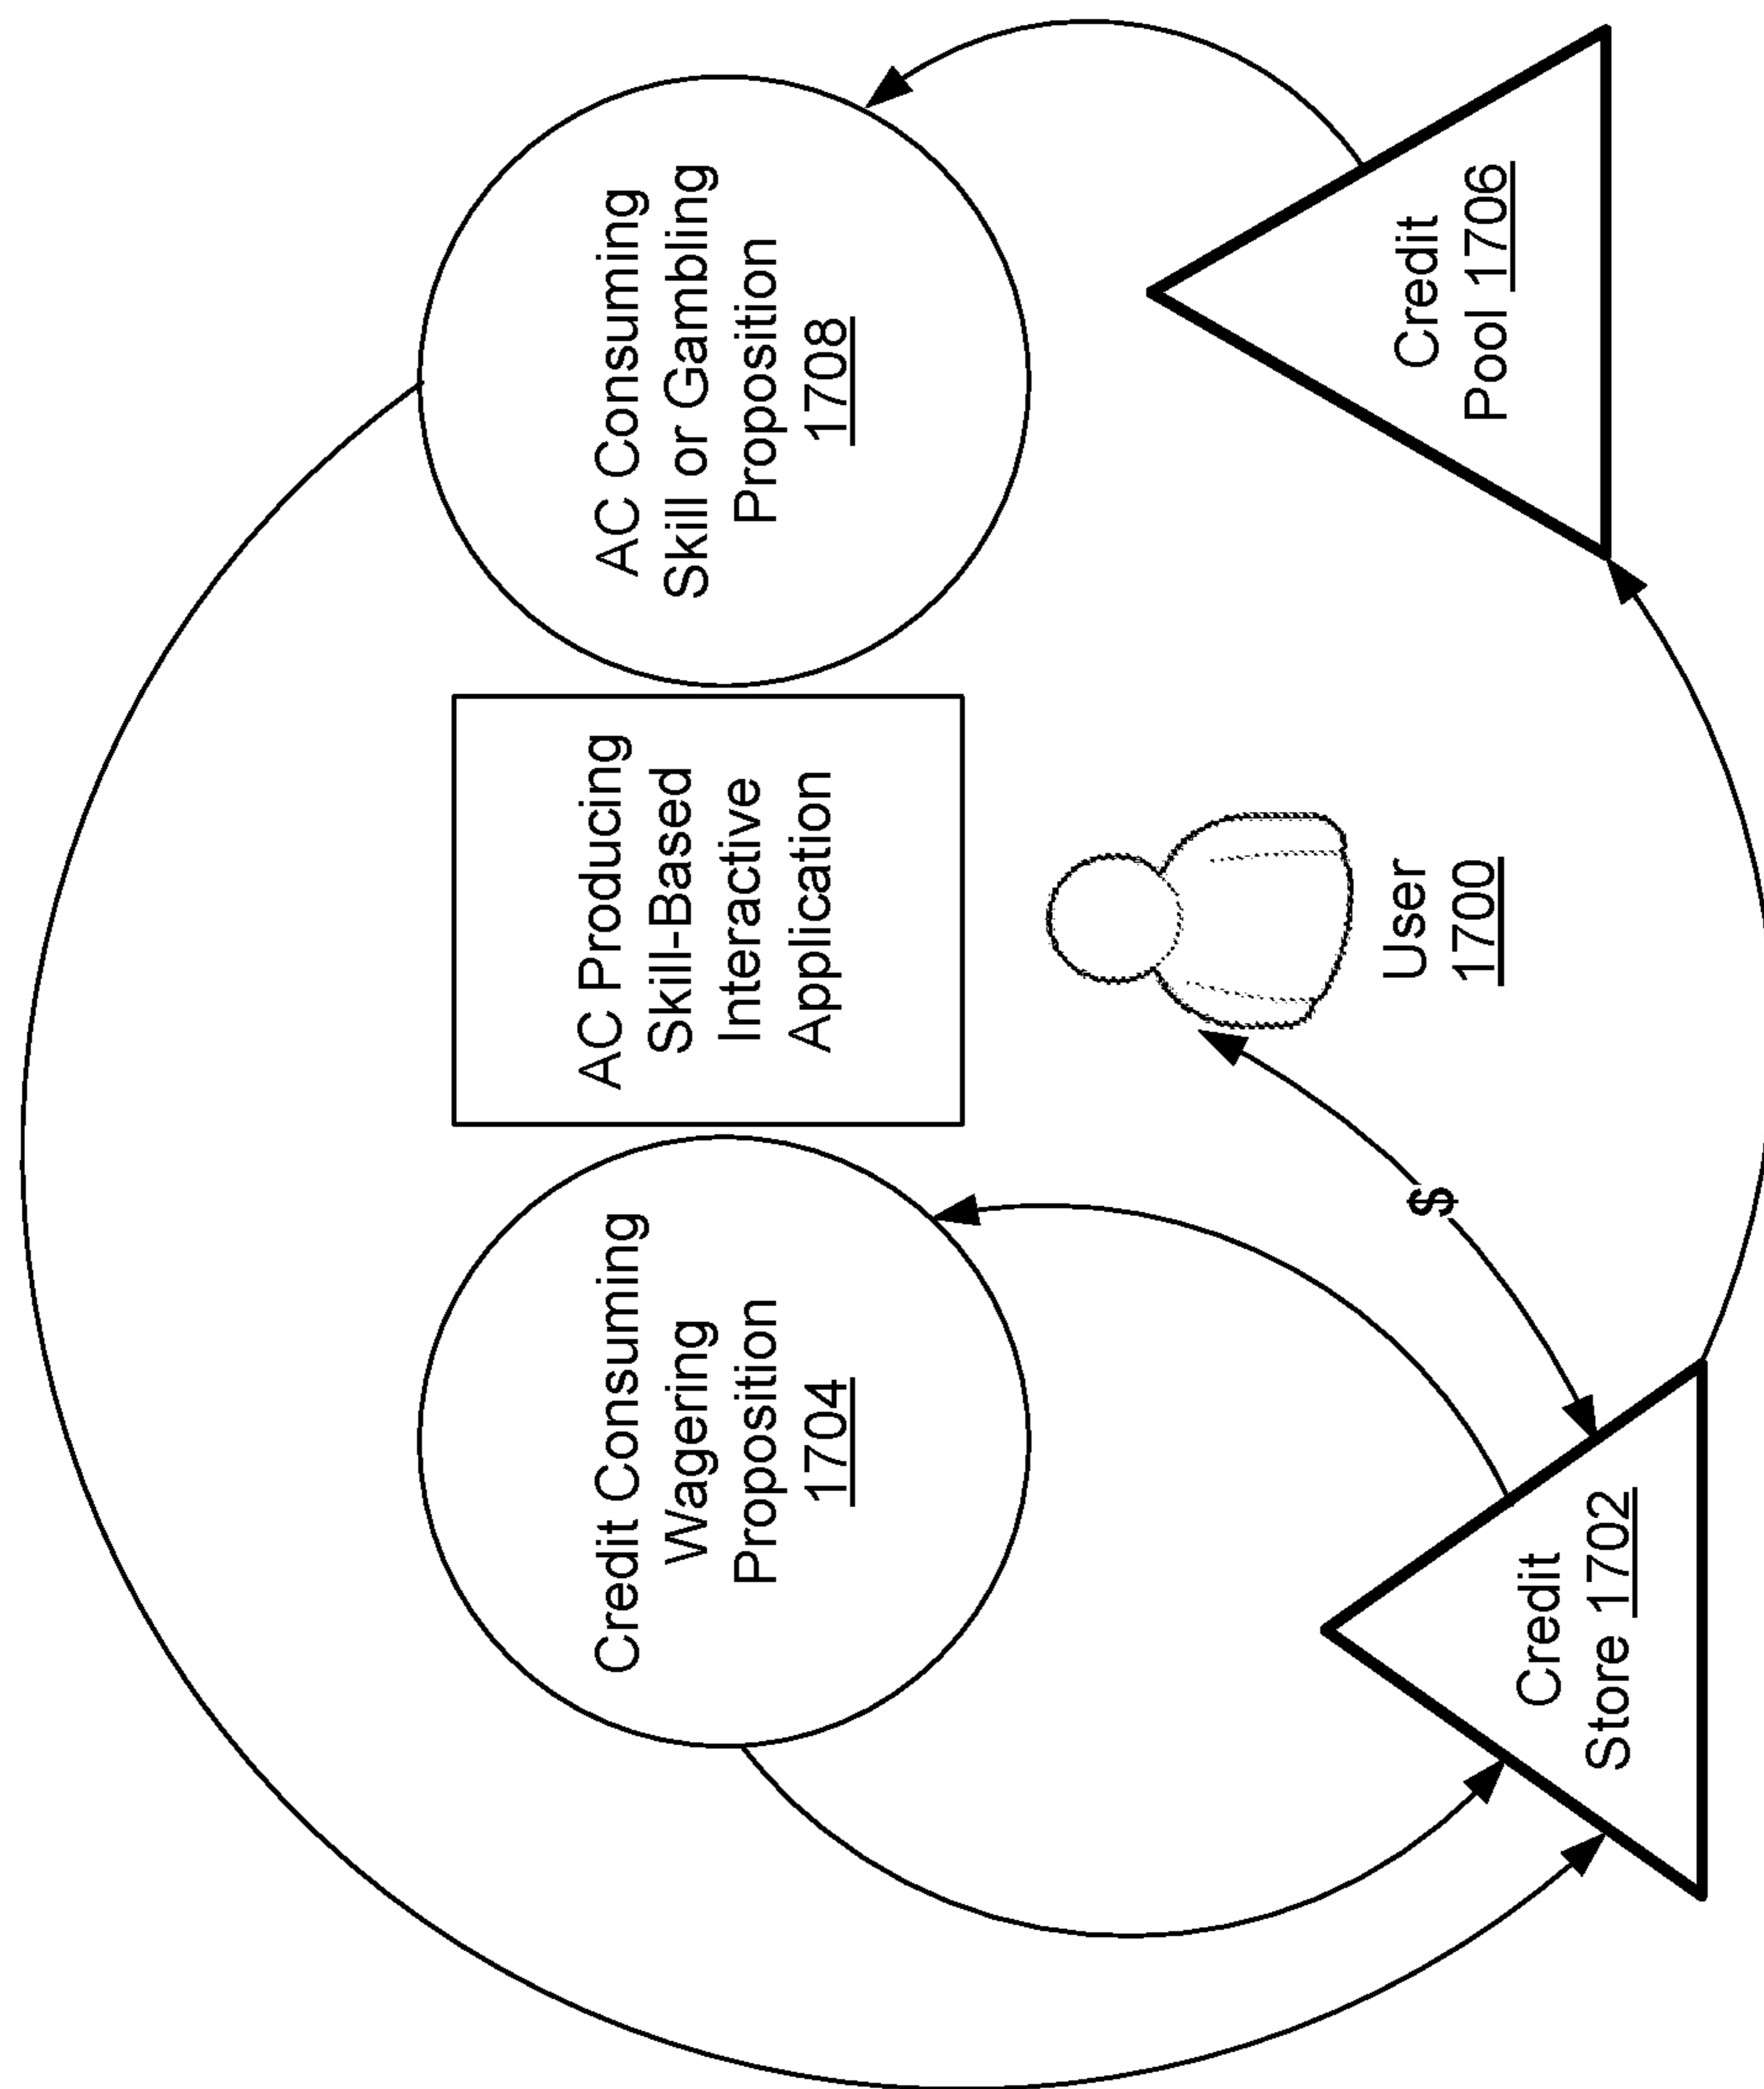 Credit Consuming
Wagering
Proposition
1704
AC Producing
Skill-Based
Interactive
Application
AC Consuming
Skill or Gambling
Proposition
1708
$
User
1700
Credit
Store 1702
Credit
Pool 1706